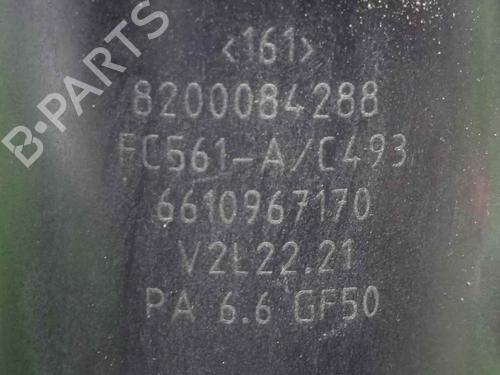 B-PARTS
<161>
8200084288
FC561-A/C493
6610967170
V2L22.21
PA 6.6 GF50